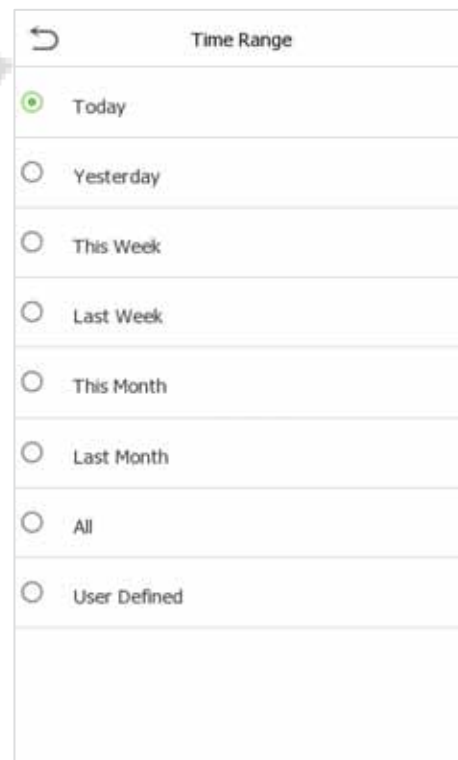 Time Range
Today
Yesterday
This Week
Last Week
This Month
Last Month
All
User Defined